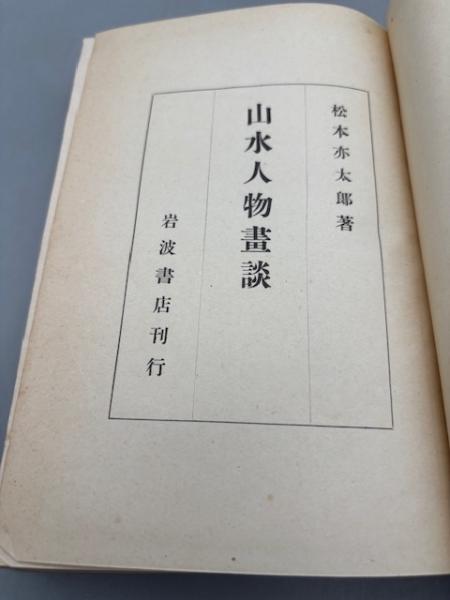 松本亦太郎著
山水人物畫談
岩波書店刊行